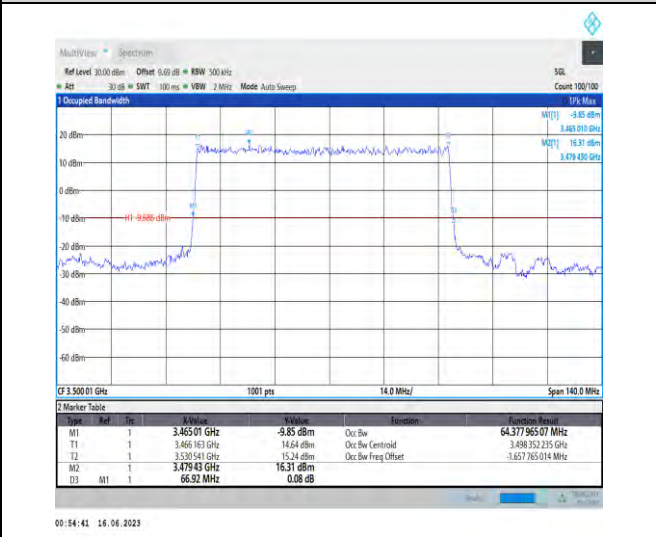 MultiView Spectrum
Ref Level 30.00 dBm Offset 9.69 dB RBW 500 kHz SGL
Att 30 dB SWT 100 ms VBW 2 MHz Mode Auto Sweep Count 100/100
1 Occupied Bandwidth 1Pk Max
M1[1] -9.85 dBm
3.465 010 GHz
M2[1] 16.31 dBm
3.479 430 GHz
20 dBm
10 dBm
0 dBm
-10 dBm
H1 -9.686 dBm
M1
-20 dBm
-30 dBm
-40 dBm
-50 dBm
-60 dBm
CF 3.500 01 GHz 1001 pts 14.0 MHz/ Span 140.0 MHz
2 Marker Table
Type Ref Trc X-Value Y-Value Function Function Result
M1 1 3.465 01 GHz -9.85 dBm Occ Bw 64.377 965 07 MHz
T1 1 3.466 163 GHz 14.64 dBm Occ Bw Centroid 3.498 352 235 GHz
T2 1 3.530 541 GHz 15.24 dBm Occ Bw Freq Offset -1.657 765 014 MHz
M2 1 3.479 43 GHz 16.31 dBm
D3 M1 1 66.92 MHz 0.08 dB
00:54:41 16.06.2023